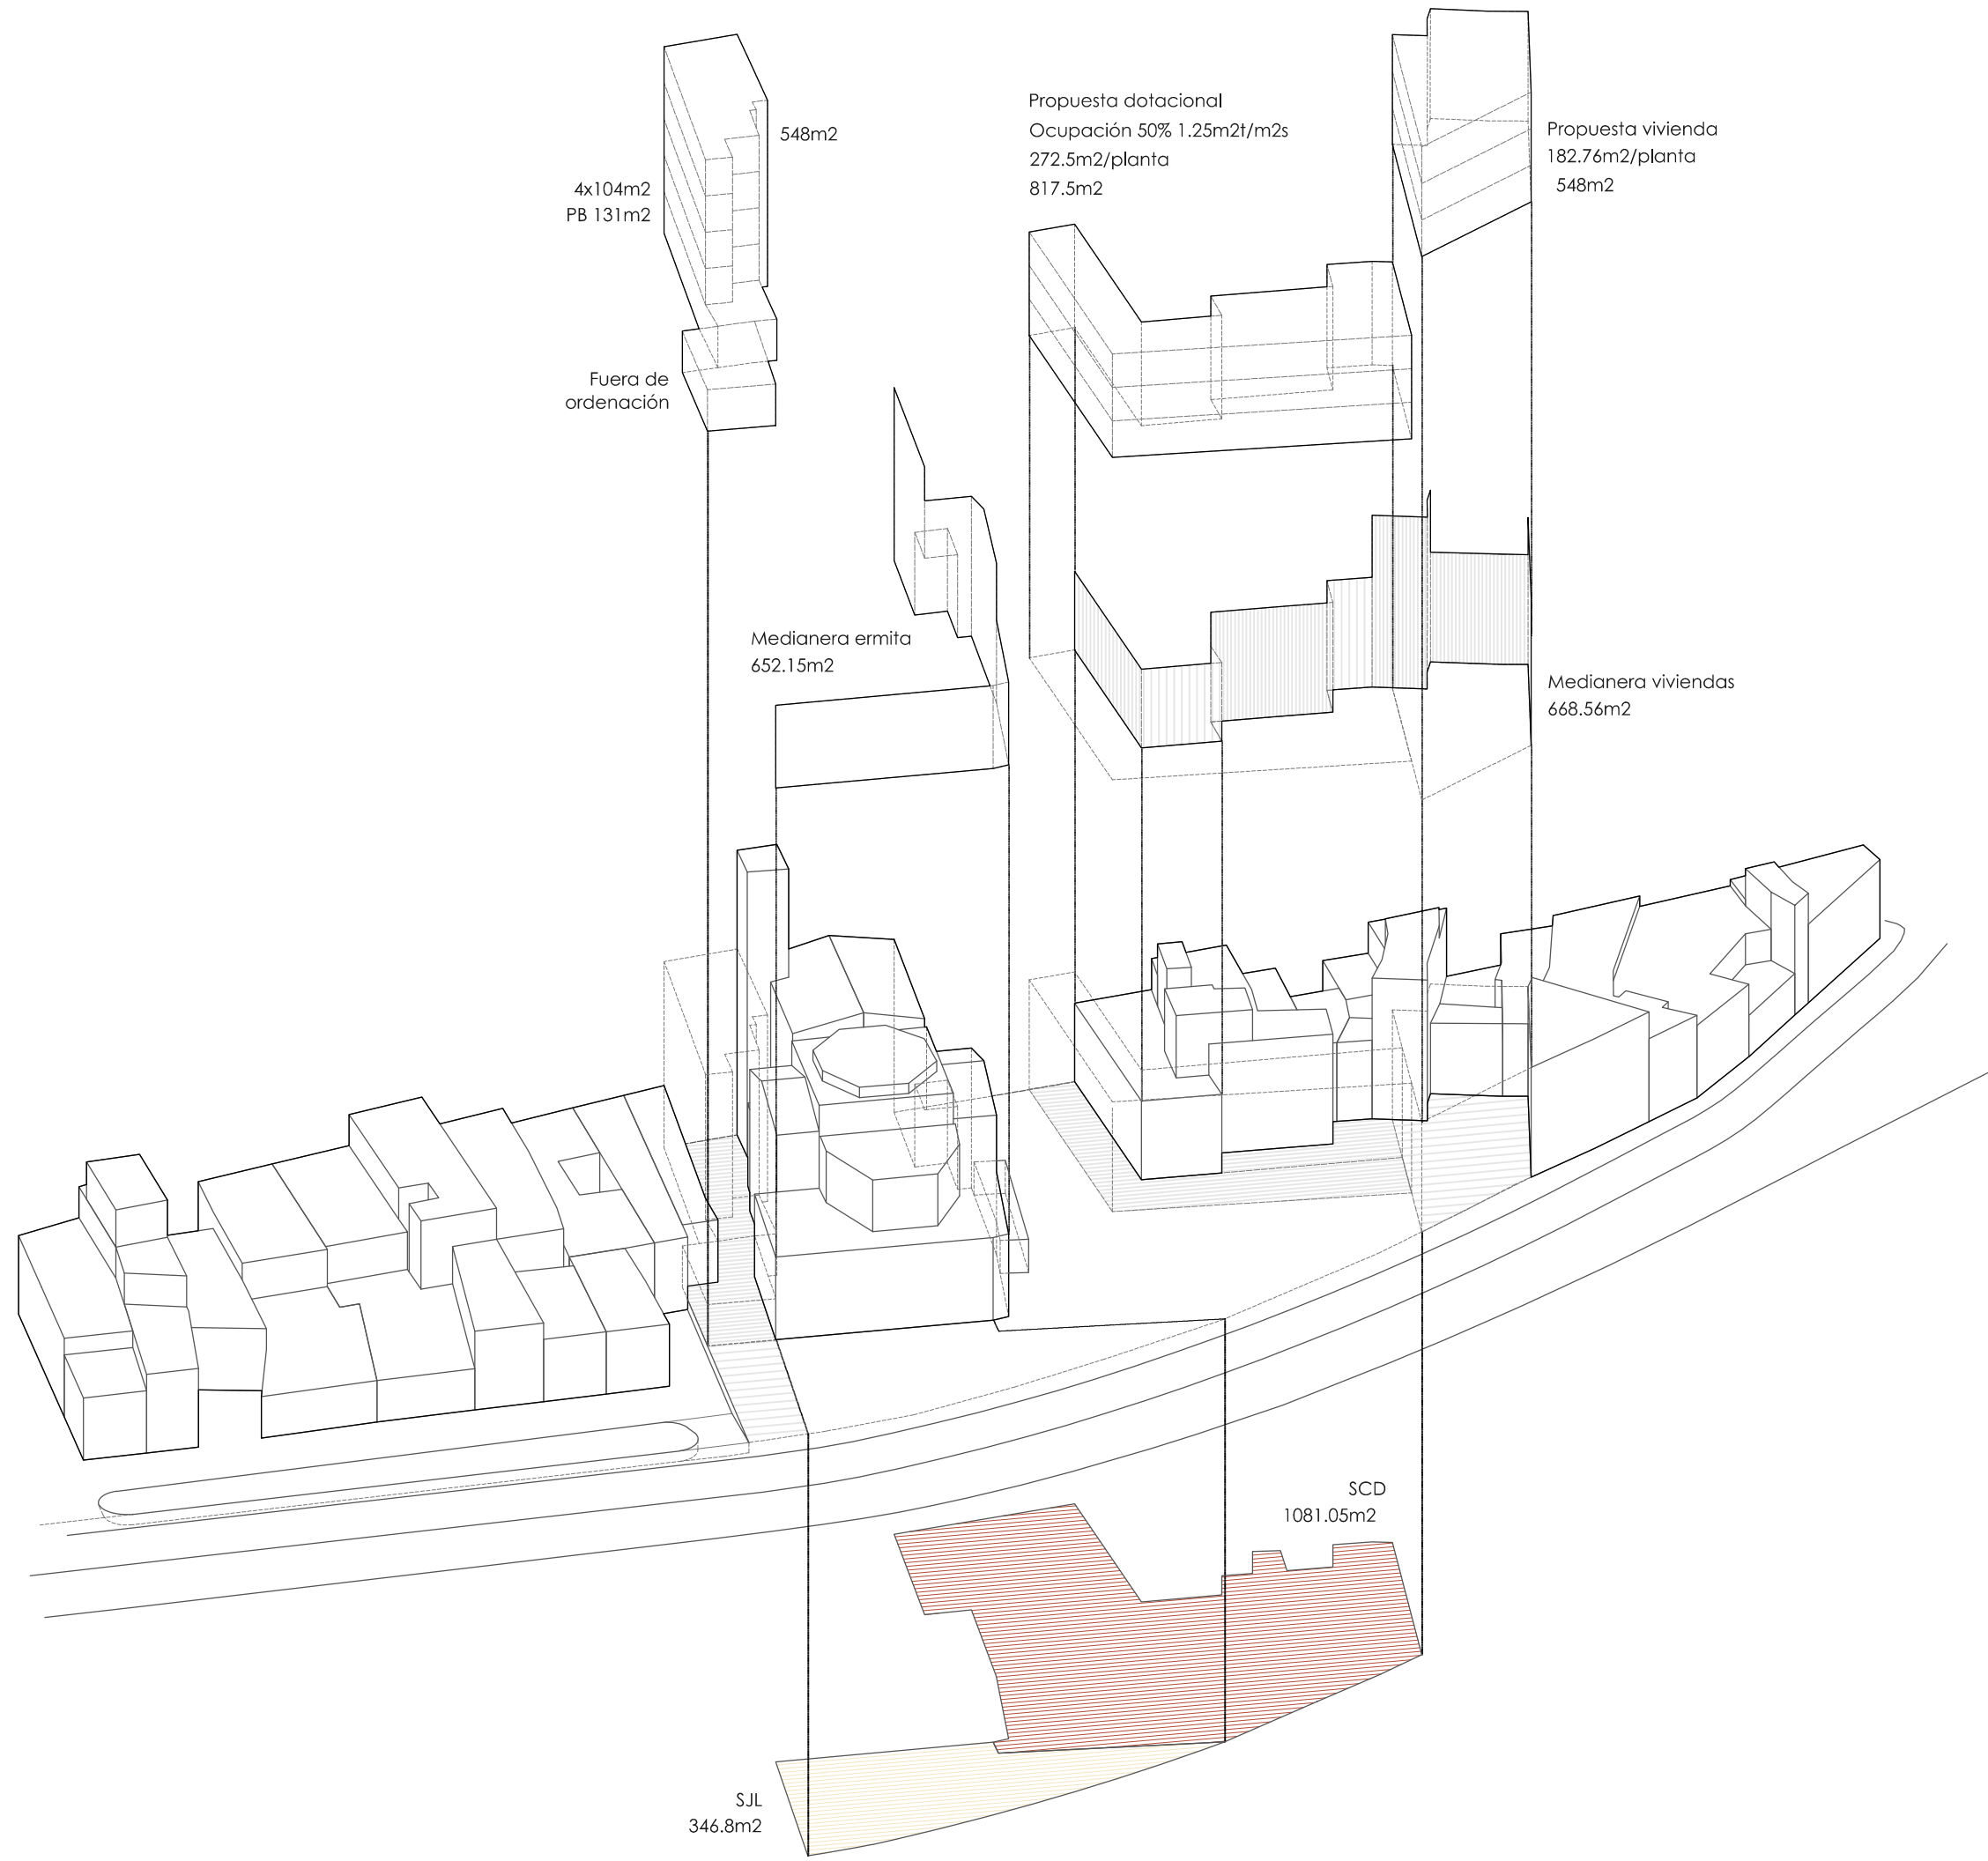 548m2
4x104m2
PB 131m2
Fuera de
ordenación
Propuesta dotacional
Ocupación 50% 1.25m2t/m2s
272.5m2/planta
817.5m2
Propuesta vivienda
182.76m2/planta
548m2
Medianera ermita
652.15m2
Medianera viviendas
668.56m2
SCD
1081.05m2
SJL
346.8m2